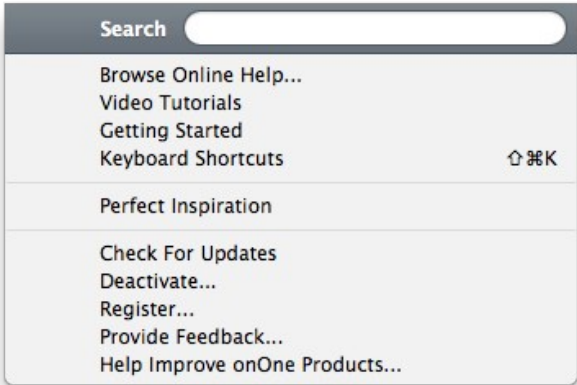 Search
Browse Online Help...
Video Tutorials
Getting Started
Keyboard Shortcuts ⇧⌘K
Perfect Inspiration
Check For Updates
Deactivate...
Register...
Provide Feedback...
Help Improve onOne Products...